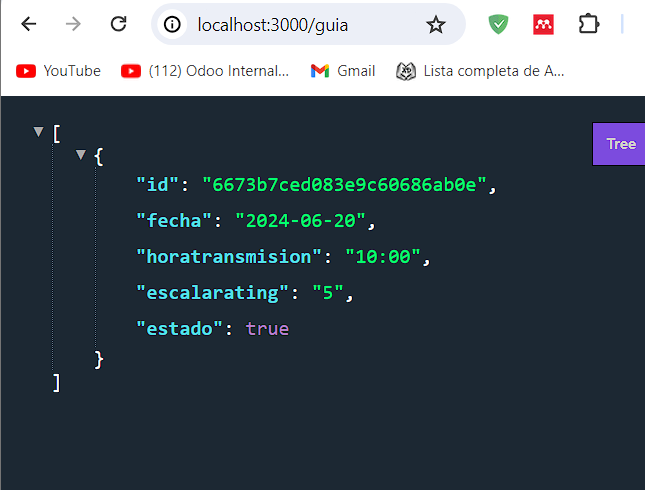 localhost:3000/guia
YouTube
(112) Odoo Internal...
Gmail
Lista completa de A...
[
Tree
{
"id": "6673b7ced083e9c60686ab0e",
"fecha": "2024-06-20",
"horatransmision": "10:00",
"escalarating": "5",
"estado": true
}
]